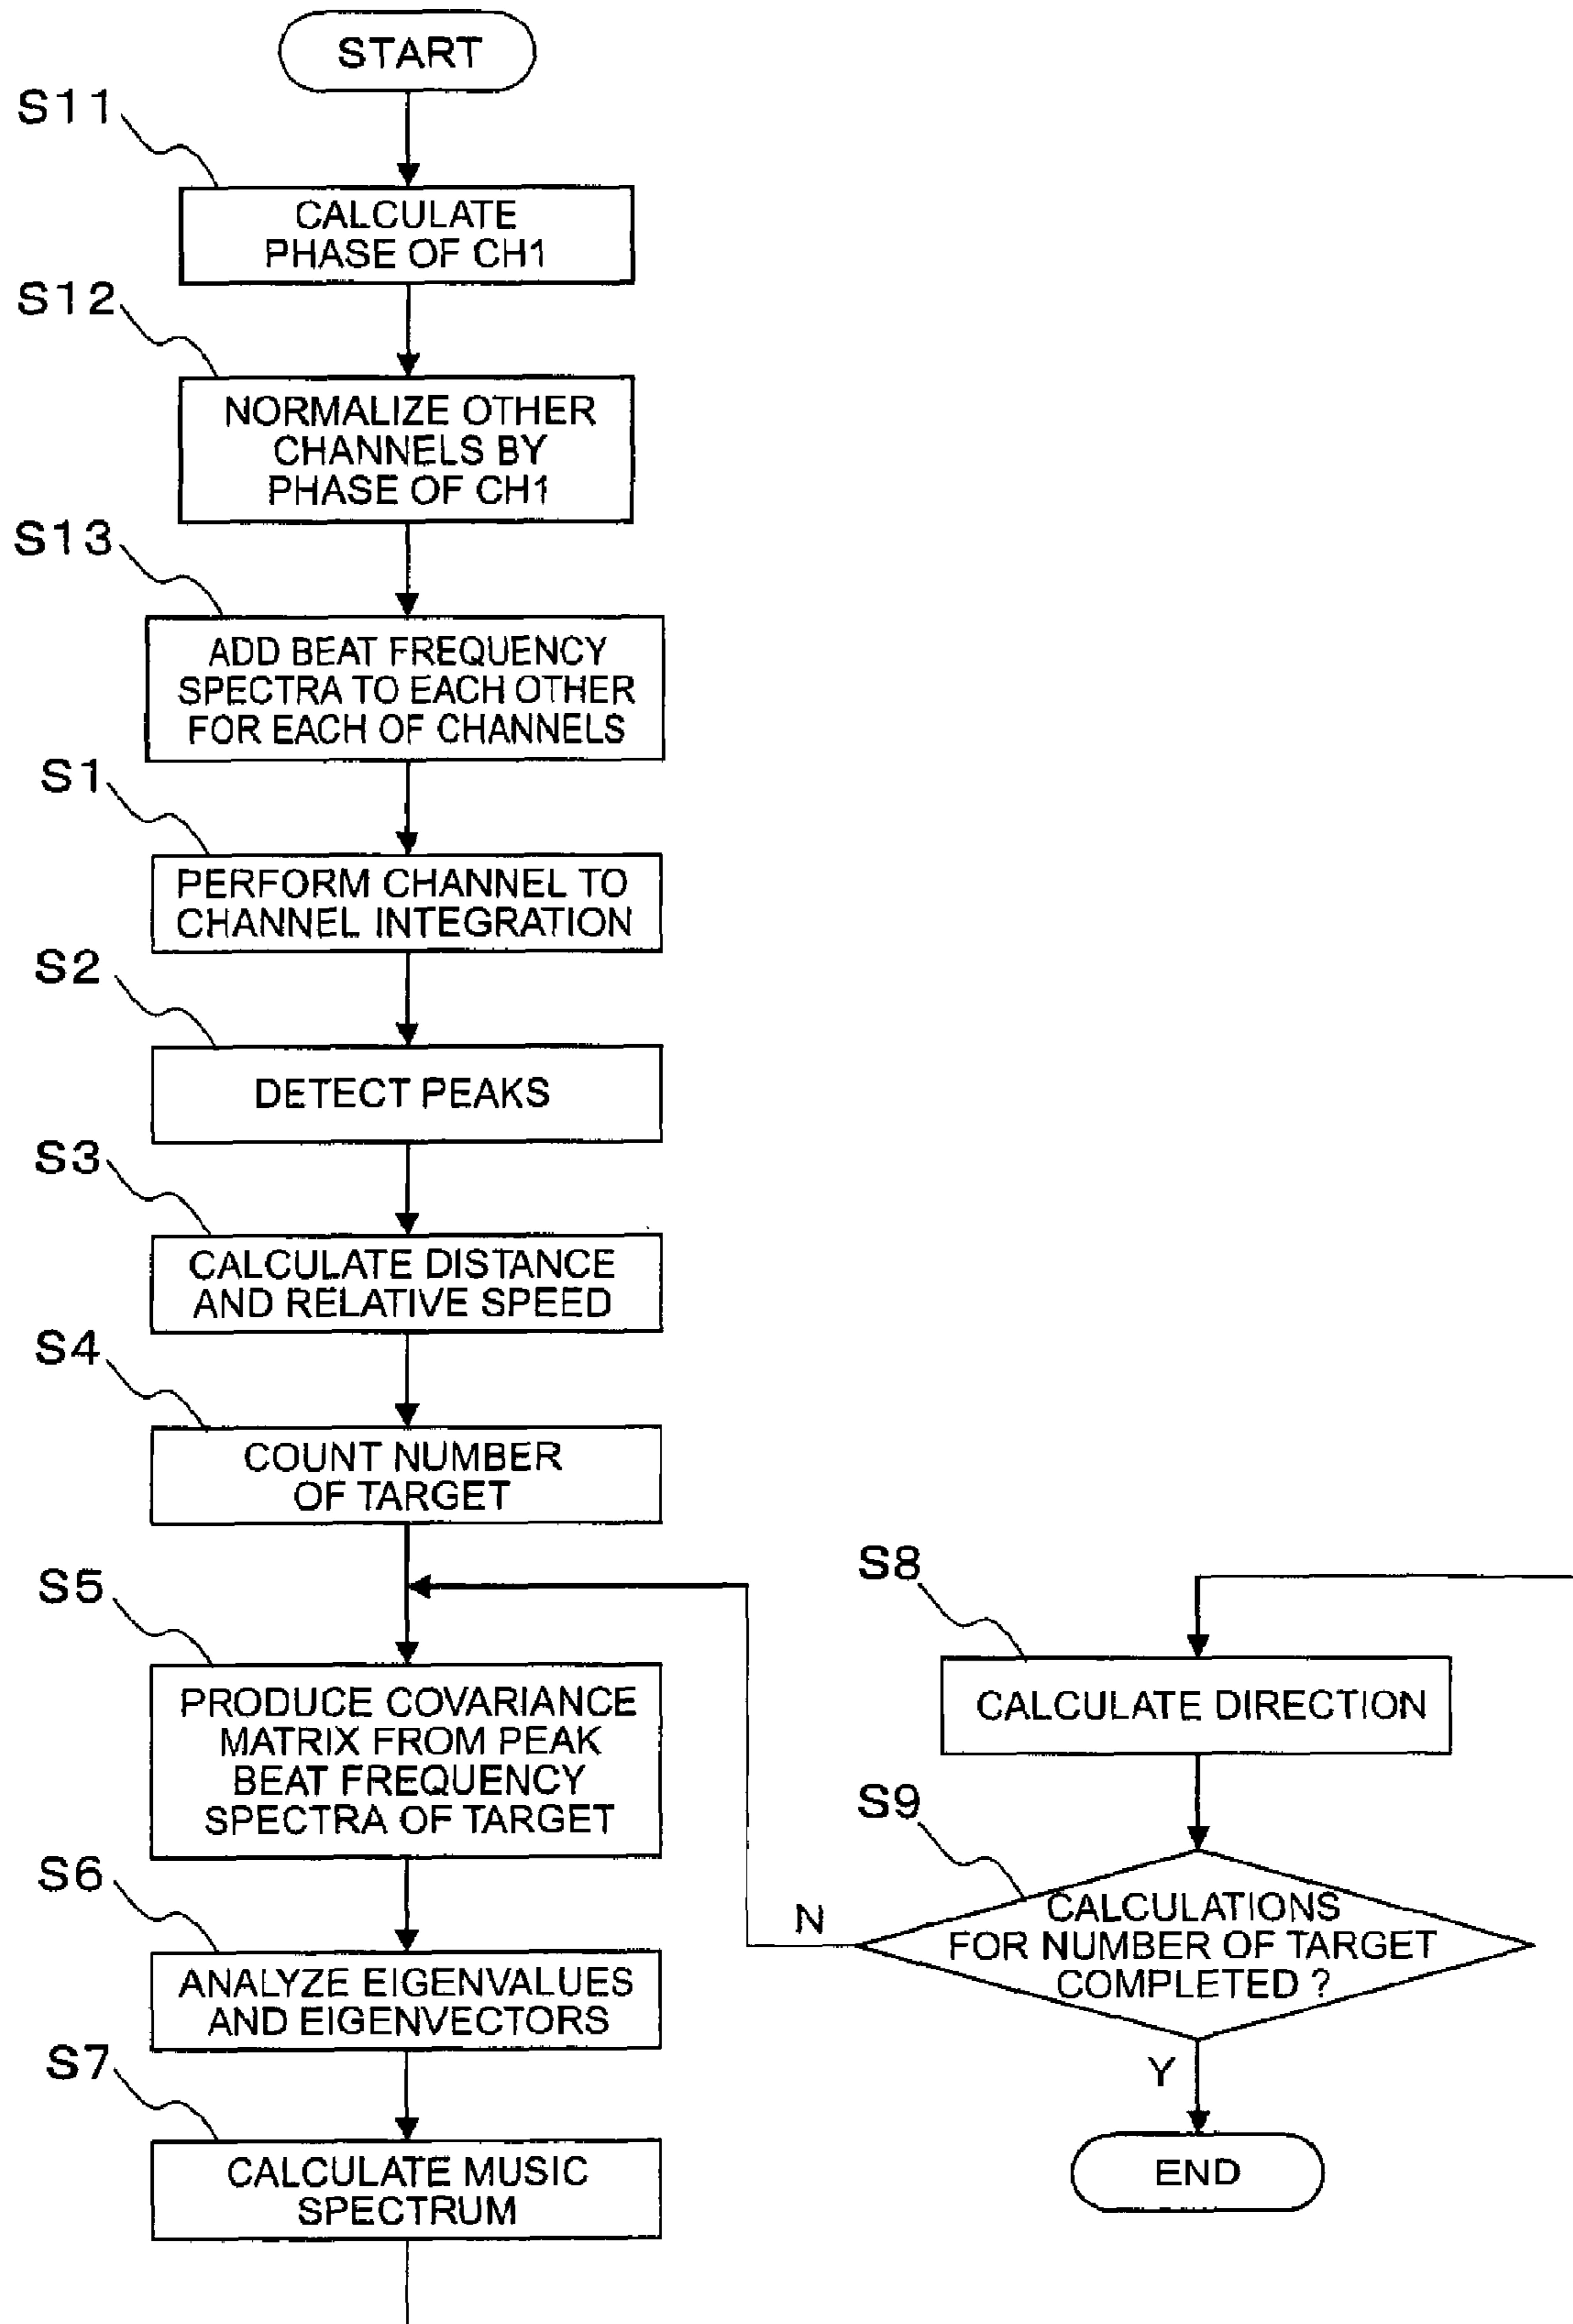 START
S11
CALCULATE
PHASE OF CH1
S12
NORMALIZE OTHER
CHANNELS BY
PHASE OF CH1
S13
ADD BEAT FREQUENCY
SPECTRA TO EACH OTHER
FOR EACH OF CHANNELS
S1
PERFORM CHANNEL TO
CHANNEL INTEGRATION
S2
DETECT PEAKS
S3
CALCULATE DISTANCE
AND RELATIVE SPEED
S4
COUNT NUMBER
OF TARGET
S5
PRODUCE COVARIANCE
MATRIX FROM PEAK
BEAT FREQUENCY
SPECTRA OF TARGET
S6
ANALYZE EIGENVALUES
AND EIGENVECTORS
S7
CALCULATE MUSIC
SPECTRUM
S8
CALCULATE DIRECTION
S9
CALCULATIONS
FOR NUMBER OF TARGET
COMPLETED ?
N
Y
END